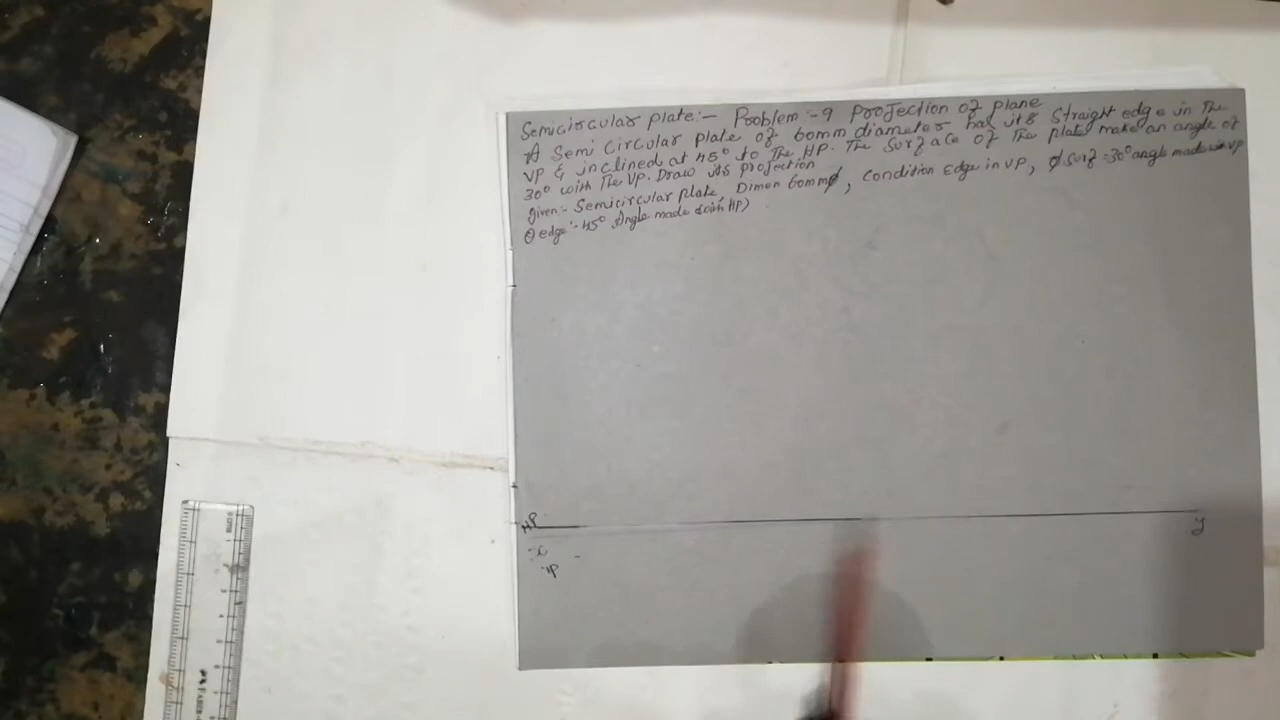 Semicircular plate:- Problem:-9 Projection of plane
A Semi Circular plate of 60mm diameter has its Straight edge in the
VP & inclined at 45° to the HP. The Surface of The plate make an angle of
30° with The VP. Draw its projection
given:- Semicircular plate Dimen 60mmϕ, Condition Edge in VP, ϕ Surf = 30° angle made with VP
θ edge:- 45° Angle made with HP)
HP
x
y